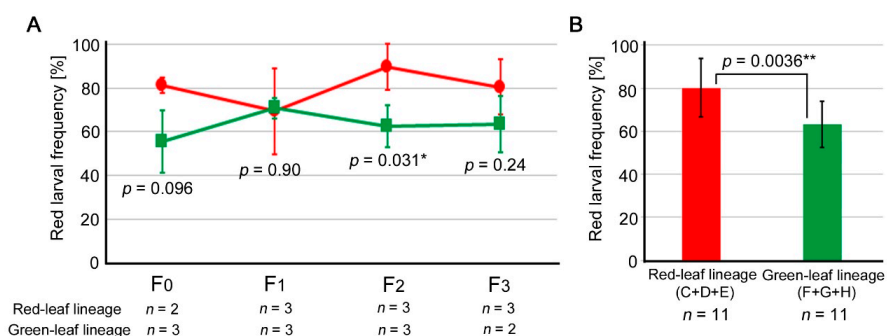 A
Red larval frequency [%]
100
80
60
40
20
0
p = 0.096
p = 0.90
p = 0.031*
p = 0.24
F0 F1 F2 F3
Red-leaf lineage n = 2 n = 3 n = 3 n = 3
Green-leaf lineage n = 3 n = 3 n = 3 n = 2
B
Red larval frequency [%]
100
80
60
40
20
0
p = 0.0036**
Red-leaf lineage Green-leaf lineage
(C+D+E) (F+G+H)
n = 11 n = 11